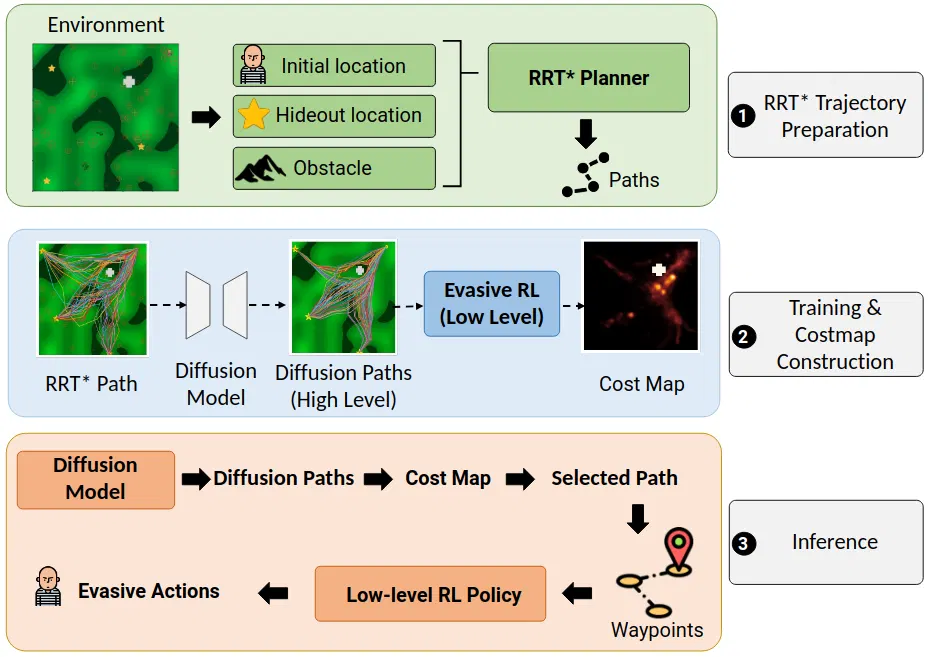 Environment
Initial location
Hideout location
Obstacle
RRT* Planner
Paths
1
RRT* Trajectory
Preparation
RRT* Path
Diffusion
Model
Diffusion Paths
(High Level)
Evasive RL
(Low Level)
Cost Map
2
Training &
Costmap
Construction
Diffusion
Model
Diffusion Paths
Cost Map
Selected Path
Waypoints
Low-level RL Policy
Evasive Actions
3
Inference